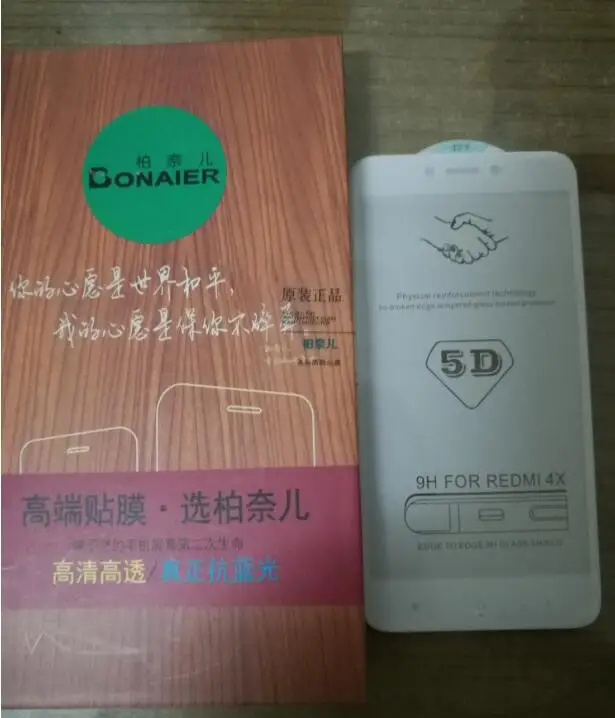 柏奈儿
BONAIER
你的心愿是世界和平,
我的心愿是保你不碎屏
原装正品
柏奈儿
高端贴膜·选柏奈儿
高清高透/真正抗蓝光
Physical reinforcement technology
5D
9H FOR REDMI 4X
EDGE TO EDGE 9H GLASS SHIELD